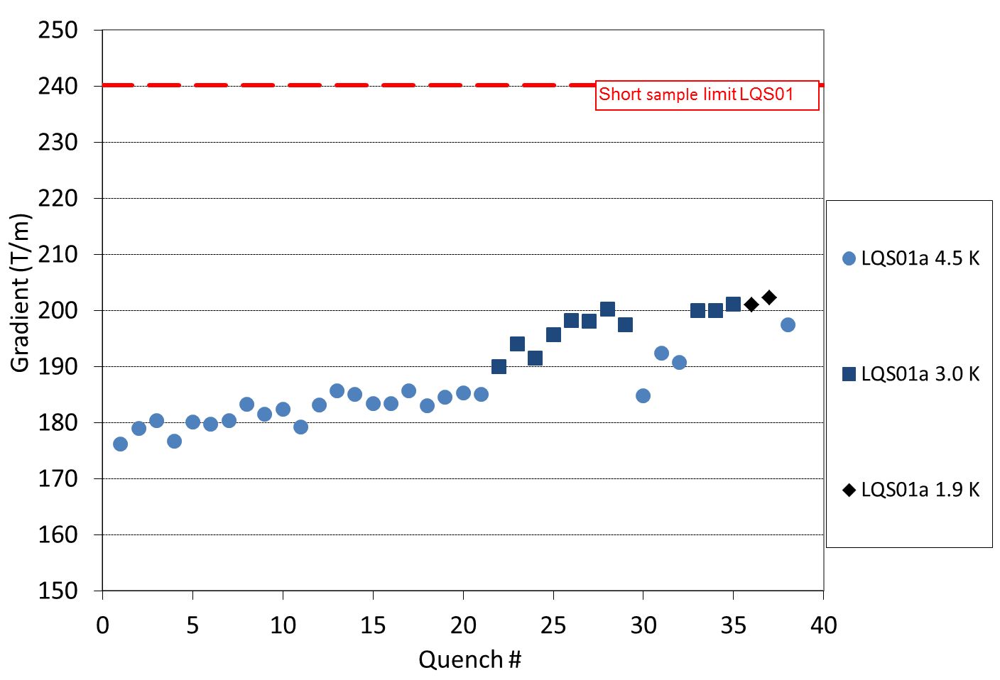 250
240
230
220
210
200
190
180
170
160
150
Gradient (T/m)
Short sample limit LQS01
0 5 10 15 20 25 30 35 40
Quench #
LQS01a 4.5 K
LQS01a 3.0 K
LQS01a 1.9 K